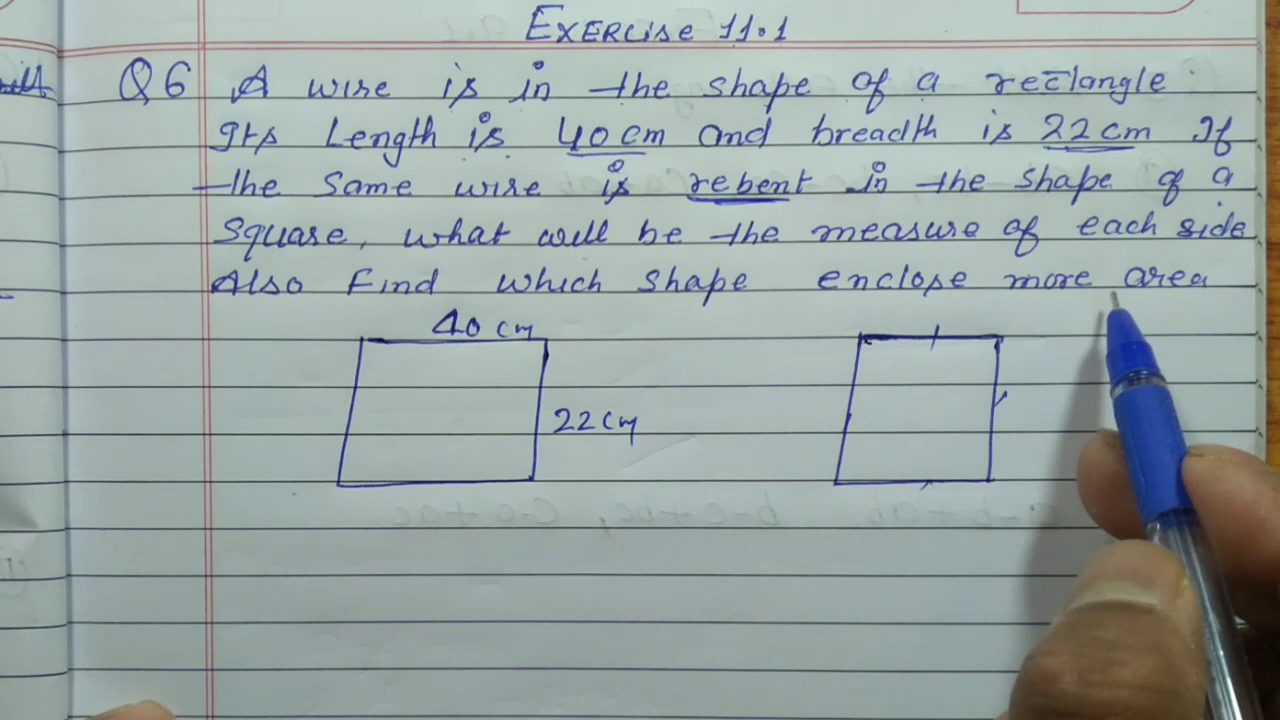 EXERCISE 11.1
Q6 A wire is in the shape of a rectangle
Its Length is 40 cm and breadth is 22 cm If
the same wire is rebent in the shape of a
square, what will be the measure of each side
Also Find which shape enclose more area
40 cm
22 cm